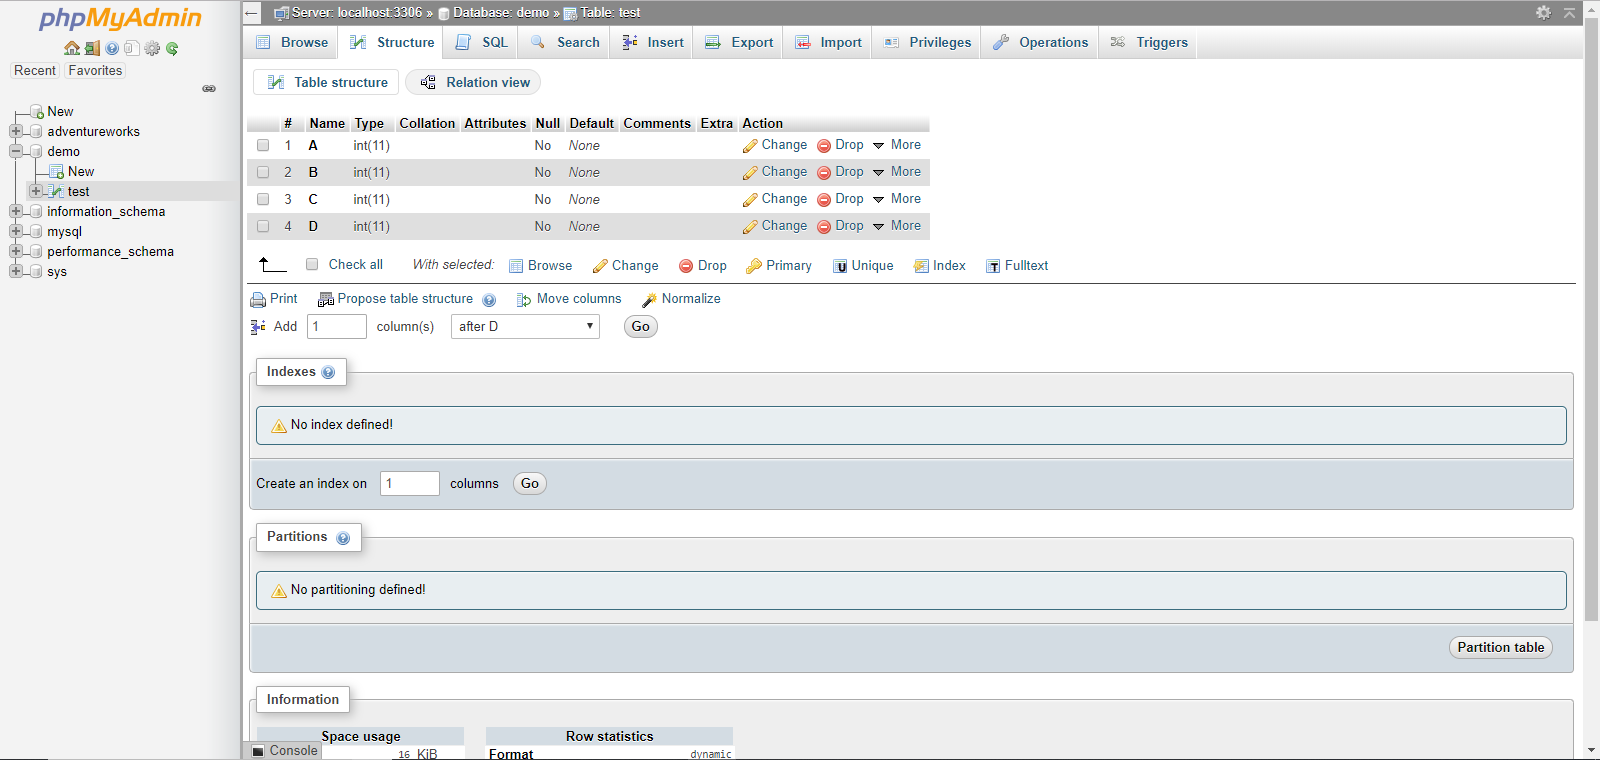 phpMyAdmin
Recent Favorites
New
adventureworks
demo
New
test
information_schema
mysql
performance_schema
sys
Server: localhost:3306 » Database: demo » Table: test
Browse Structure SQL Search Insert Export Import Privileges Operations Triggers
Table structure Relation view
# Name Type Collation Attributes Null Default Comments Extra Action
1 A int(11) No None Change Drop More
2 B int(11) No None Change Drop More
3 C int(11) No None Change Drop More
4 D int(11) No None Change Drop More
Check all With selected: Browse Change Drop Primary Unique Index Fulltext
Print Propose table structure Move columns Normalize
Add 1 column(s) after D Go
Indexes
No index defined!
Create an index on 1 columns Go
Partitions
No partitioning defined!
Partition table
Information
Space usage Row statistics
16 KiB Format dynamic
Console